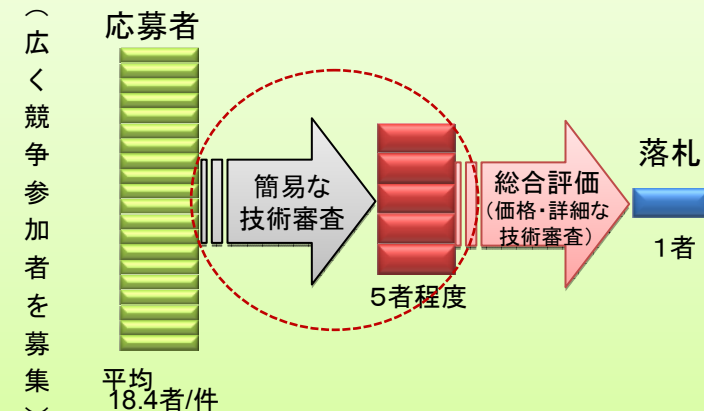 （広く競争参加者を募集）
応募者
簡易な
技術審査
5者程度
総合評価
（価格・詳細な
技術審査）
落札
1者
平均
18.4者/件